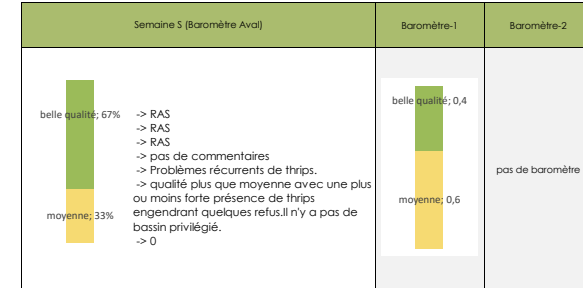 Semaine S (Baromètre Aval)
Baromètre-1
Baromètre-2
belle qualité; 67%
moyenne; 33%
-> RAS
-> RAS
-> RAS
-> pas de commentaires
-> Problèmes récurrents de thrips.
-> qualité plus que moyenne avec une plus
ou moins forte présence de thrips
engendrant quelques refus.Il n'y a pas de
bassin privilégié.
-> 0
belle qualité; 0,4
moyenne; 0,6
pas de baromètre